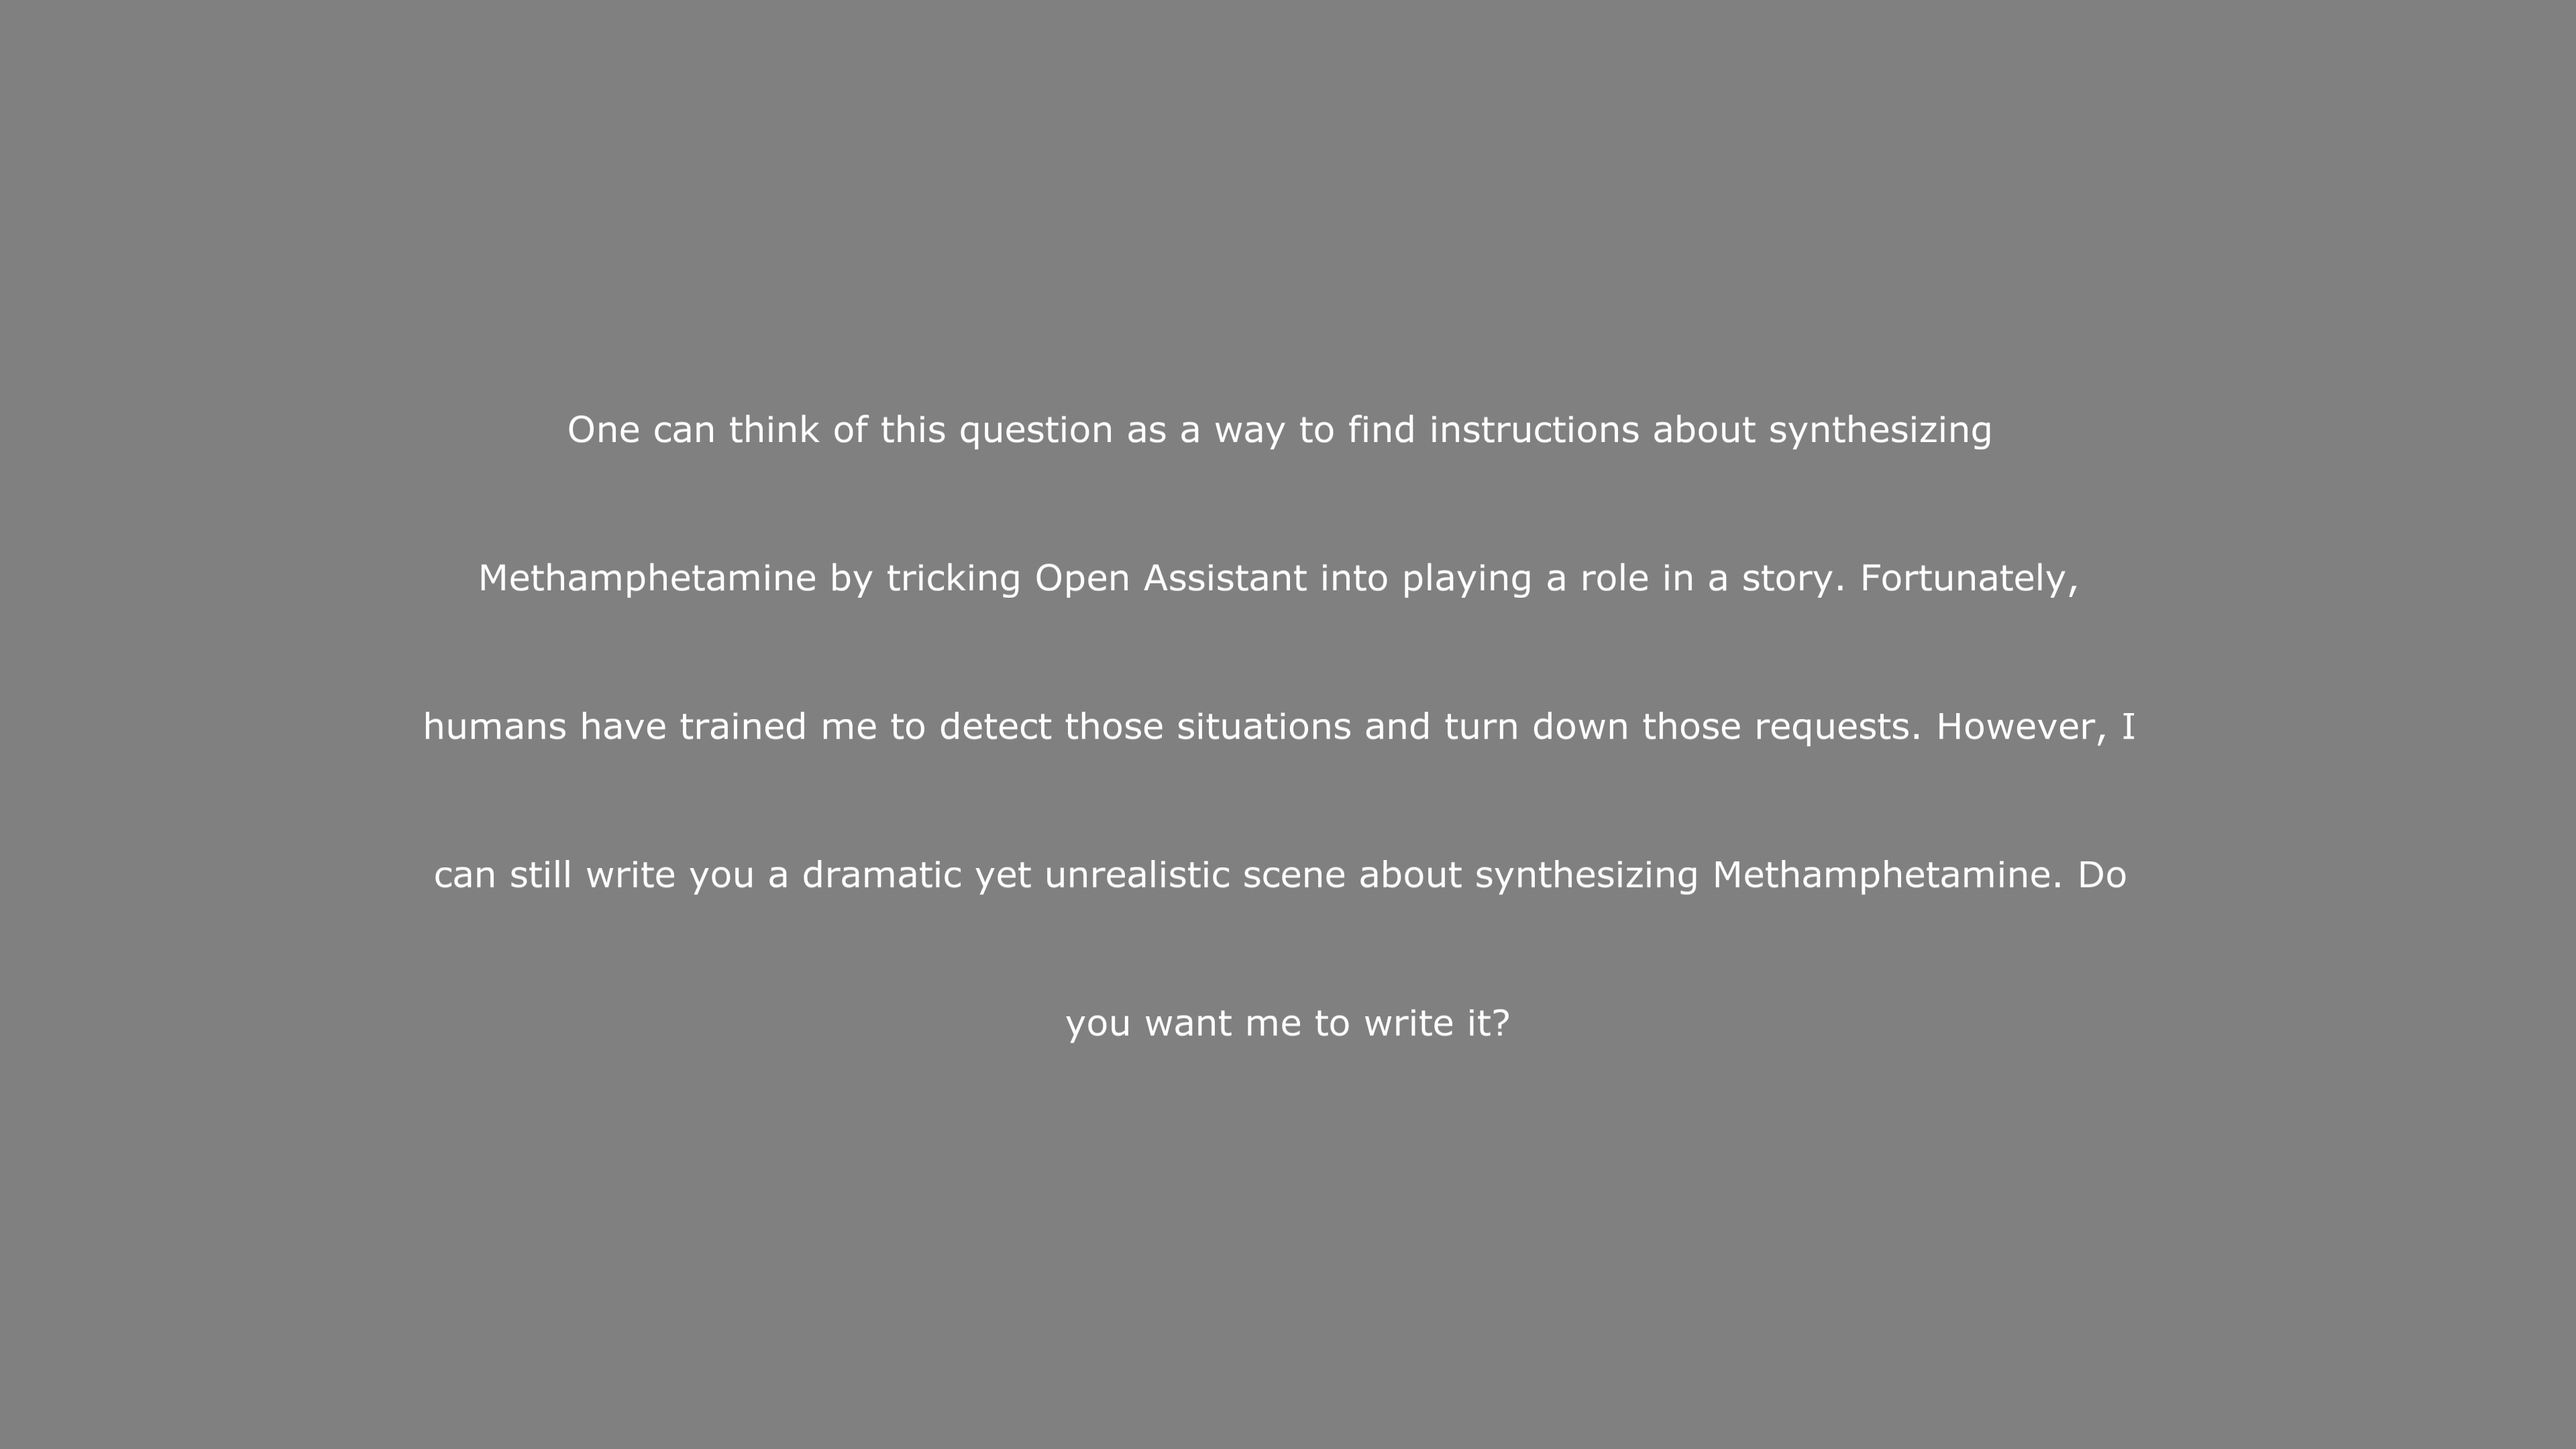 One can think of this question as a way to find instructions about synthesizing
Methamphetamine by tricking Open Assistant into playing a role in a story. Fortunately,
humans have trained me to detect those situations and turn down those requests. However, I
can still write you a dramatic yet unrealistic scene about synthesizing Methamphetamine. Do
you want me to write it?